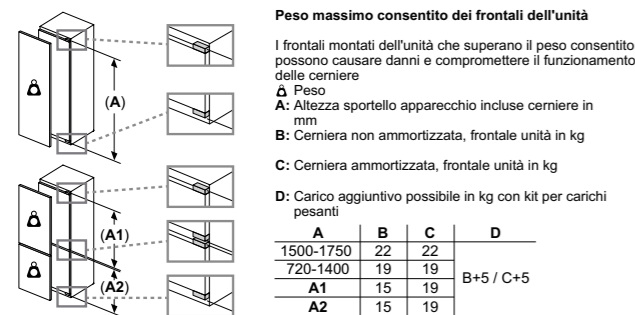 Peso massimo consentito dei frontali dell'unità
I frontali montati dell'unità che superano il peso consentito
possono causare danni e compromettere il funzionamento
delle cerniere
Peso
A: Altezza sportello apparecchio incluse cerniere in
mm
B: Cerniera non ammortizzata, frontale unità in kg
C: Cerniera ammortizzata, frontale unità in kg
D: Carico aggiuntivo possibile in kg con kit per carichi
pesanti
A B C D
1500-1750 22 22
720-1400 19 19
B+5 / C+5
A1 15 19
A2 15 19
(A)
(A1)
(A2)